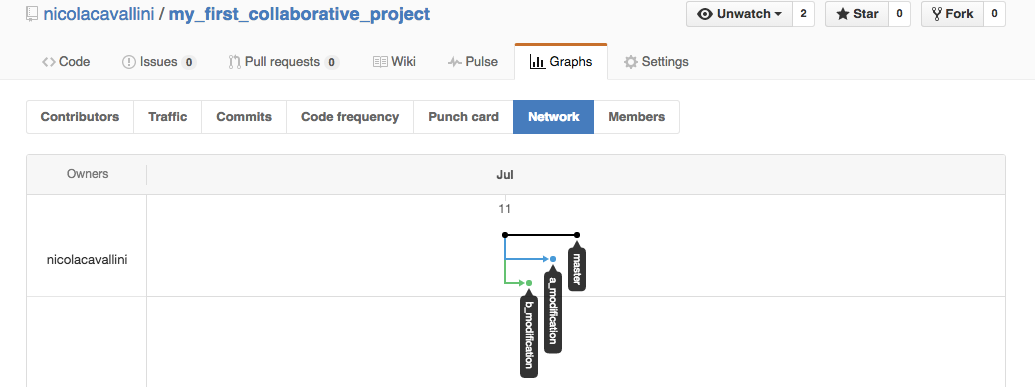 nicolacavallini / my_first_collaborative_project Unwatch 2 Star 0 Fork 0
Code Issues 0 Pull requests 0 Wiki Pulse Graphs Settings
Contributors Traffic Commits Code frequency Punch card Network Members
Owners Jul
11
nicolacavallini
master
a_modification
b_modification